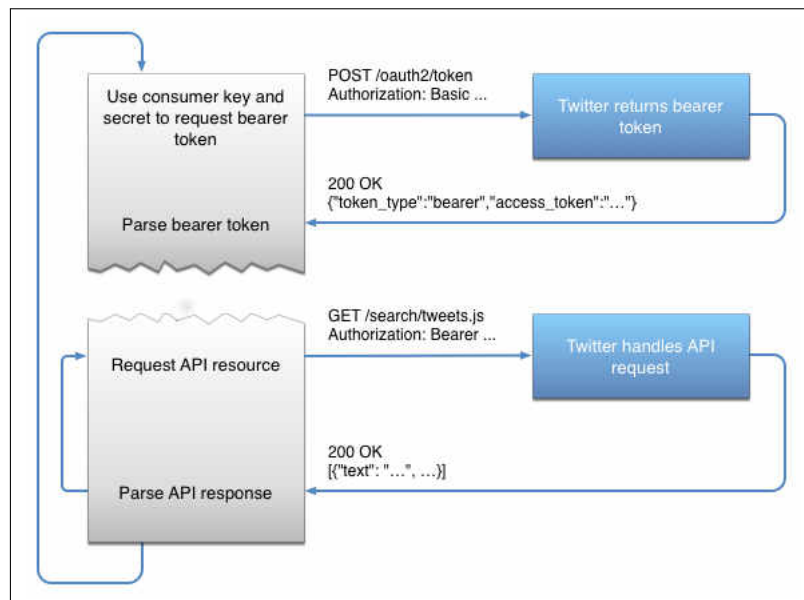 Use consumer key and
secret to request bearer
token
POST /oauth2/token
Authorization: Basic ...
Twitter returns bearer
token
200 OK
{"token_type":"bearer","access_token":"..."}
Parse bearer token
GET /search/tweets.js
Authorization: Bearer ...
Request API resource
Twitter handles API
request
200 OK
[{"text": "...", ...}]
Parse API response